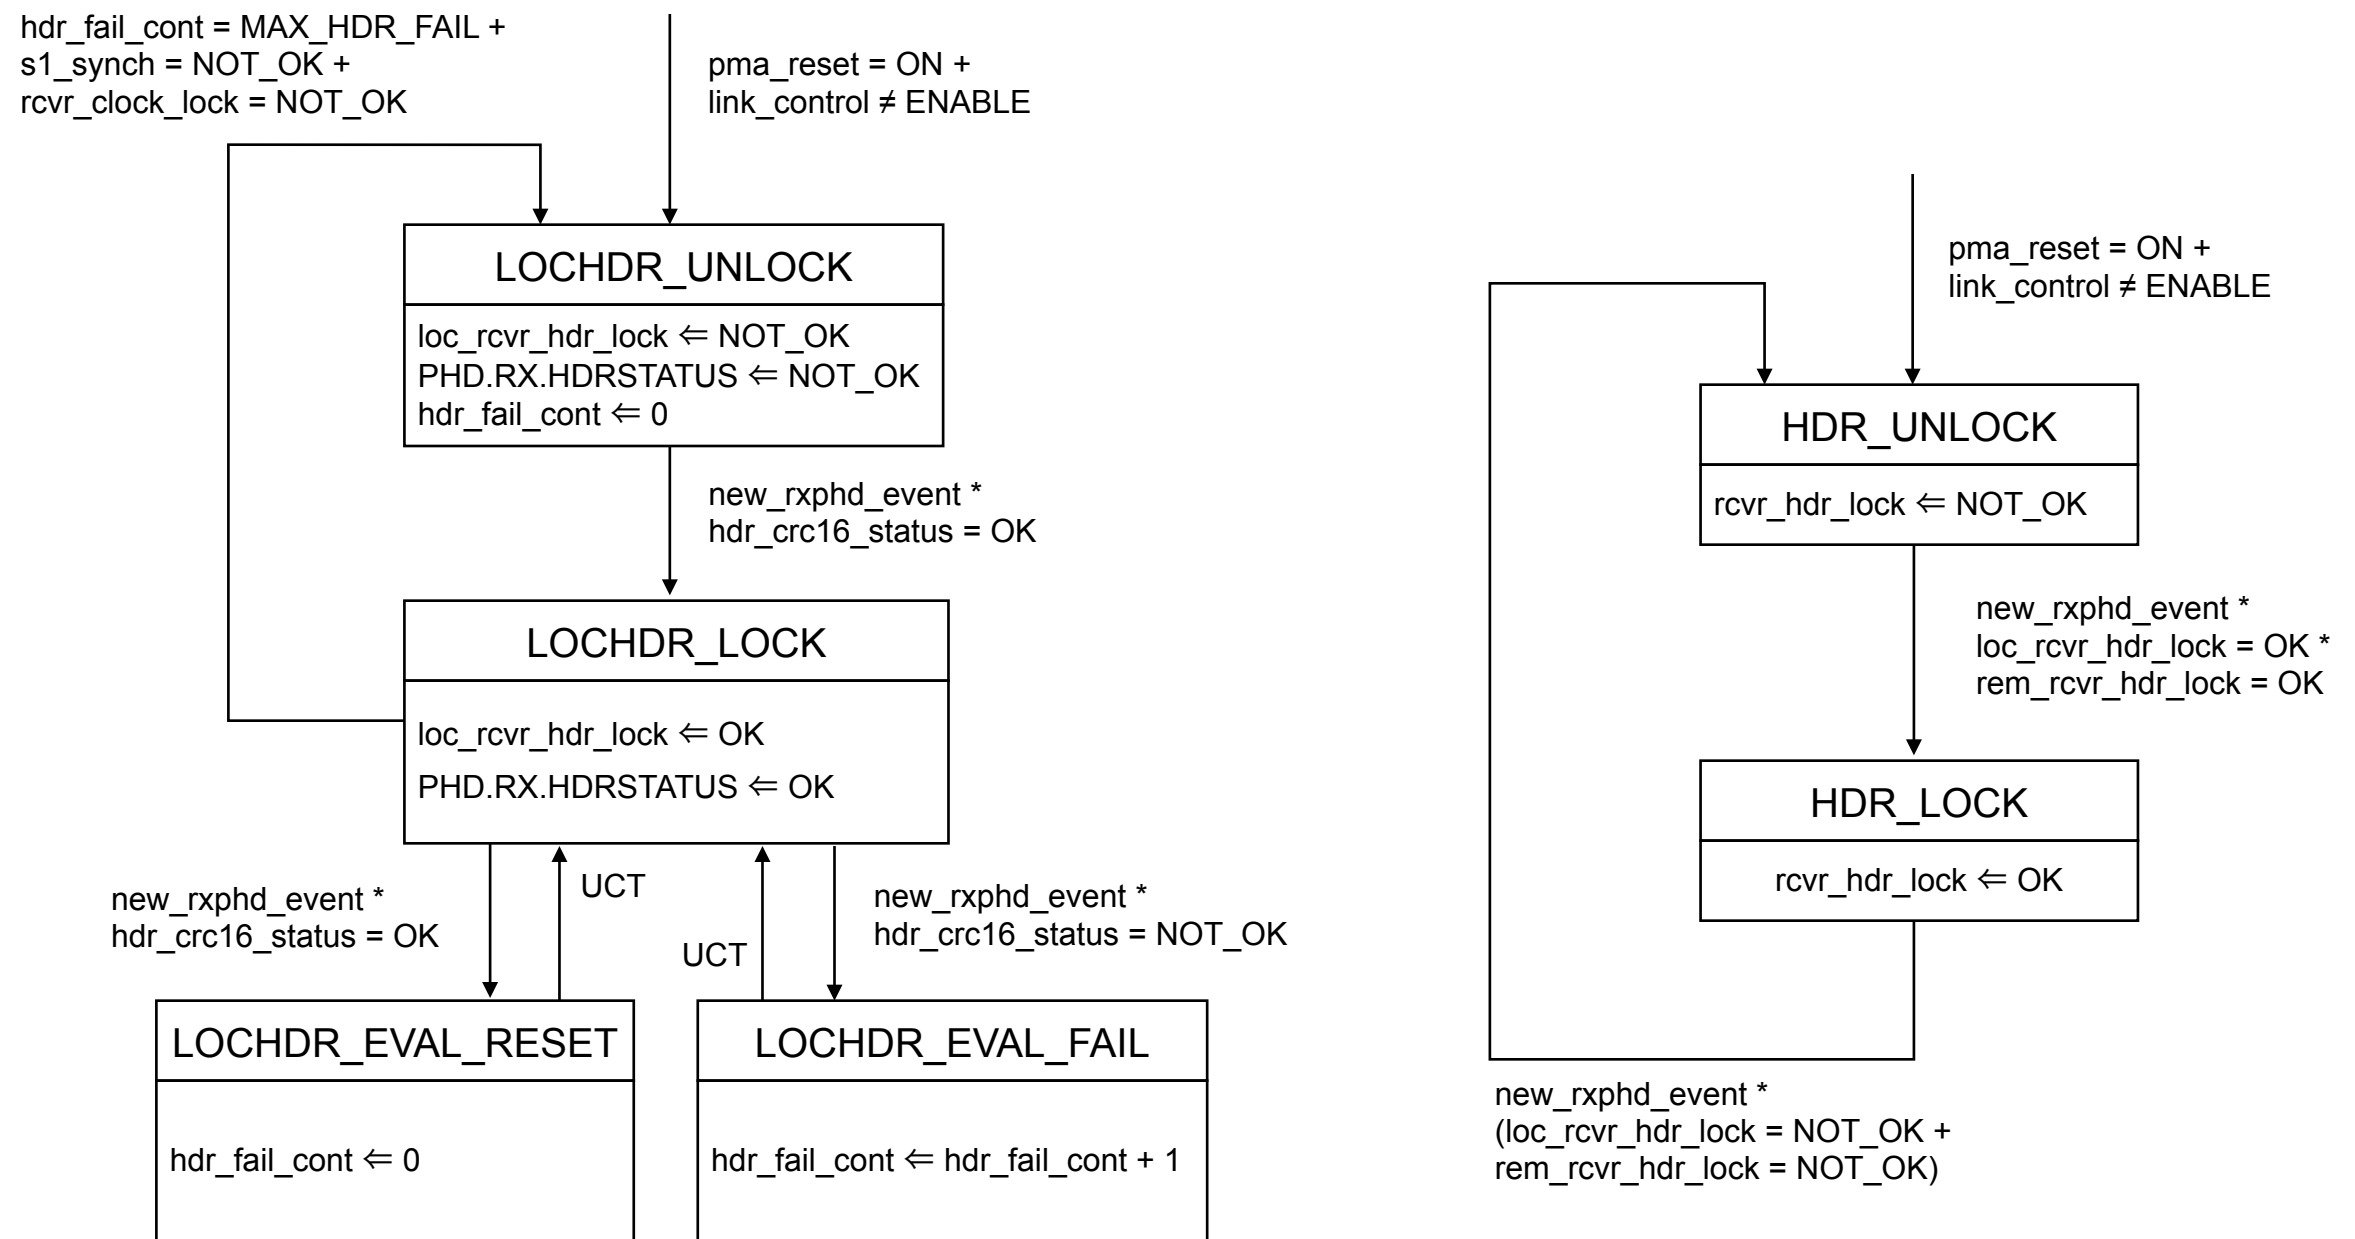 hdr_fail_cont = MAX_HDR_FAIL +
s1_synch = NOT_OK +
rcvr_clock_lock = NOT_OK
pma_reset = ON +
link_control ≠ ENABLE
LOCHDR_UNLOCK
loc_rcvr_hdr_lock ⇐ NOT_OK
PHD.RX.HDRSTATUS ⇐ NOT_OK
hdr_fail_cont ⇐ 0
new_rxphd_event *
hdr_crc16_status = OK
LOCHDR_LOCK
loc_rcvr_hdr_lock ⇐ OK
PHD.RX.HDRSTATUS ⇐ OK
new_rxphd_event *
hdr_crc16_status = OK
UCT
UCT
new_rxphd_event *
hdr_crc16_status = NOT_OK
LOCHDR_EVAL_RESET
hdr_fail_cont ⇐ 0
LOCHDR_EVAL_FAIL
hdr_fail_cont ⇐ hdr_fail_cont + 1
pma_reset = ON +
link_control ≠ ENABLE
HDR_UNLOCK
rcvr_hdr_lock ⇐ NOT_OK
new_rxphd_event *
loc_rcvr_hdr_lock = OK *
rem_rcvr_hdr_lock = OK
HDR_LOCK
rcvr_hdr_lock ⇐ OK
new_rxphd_event *
(loc_rcvr_hdr_lock = NOT_OK +
rem_rcvr_hdr_lock = NOT_OK)